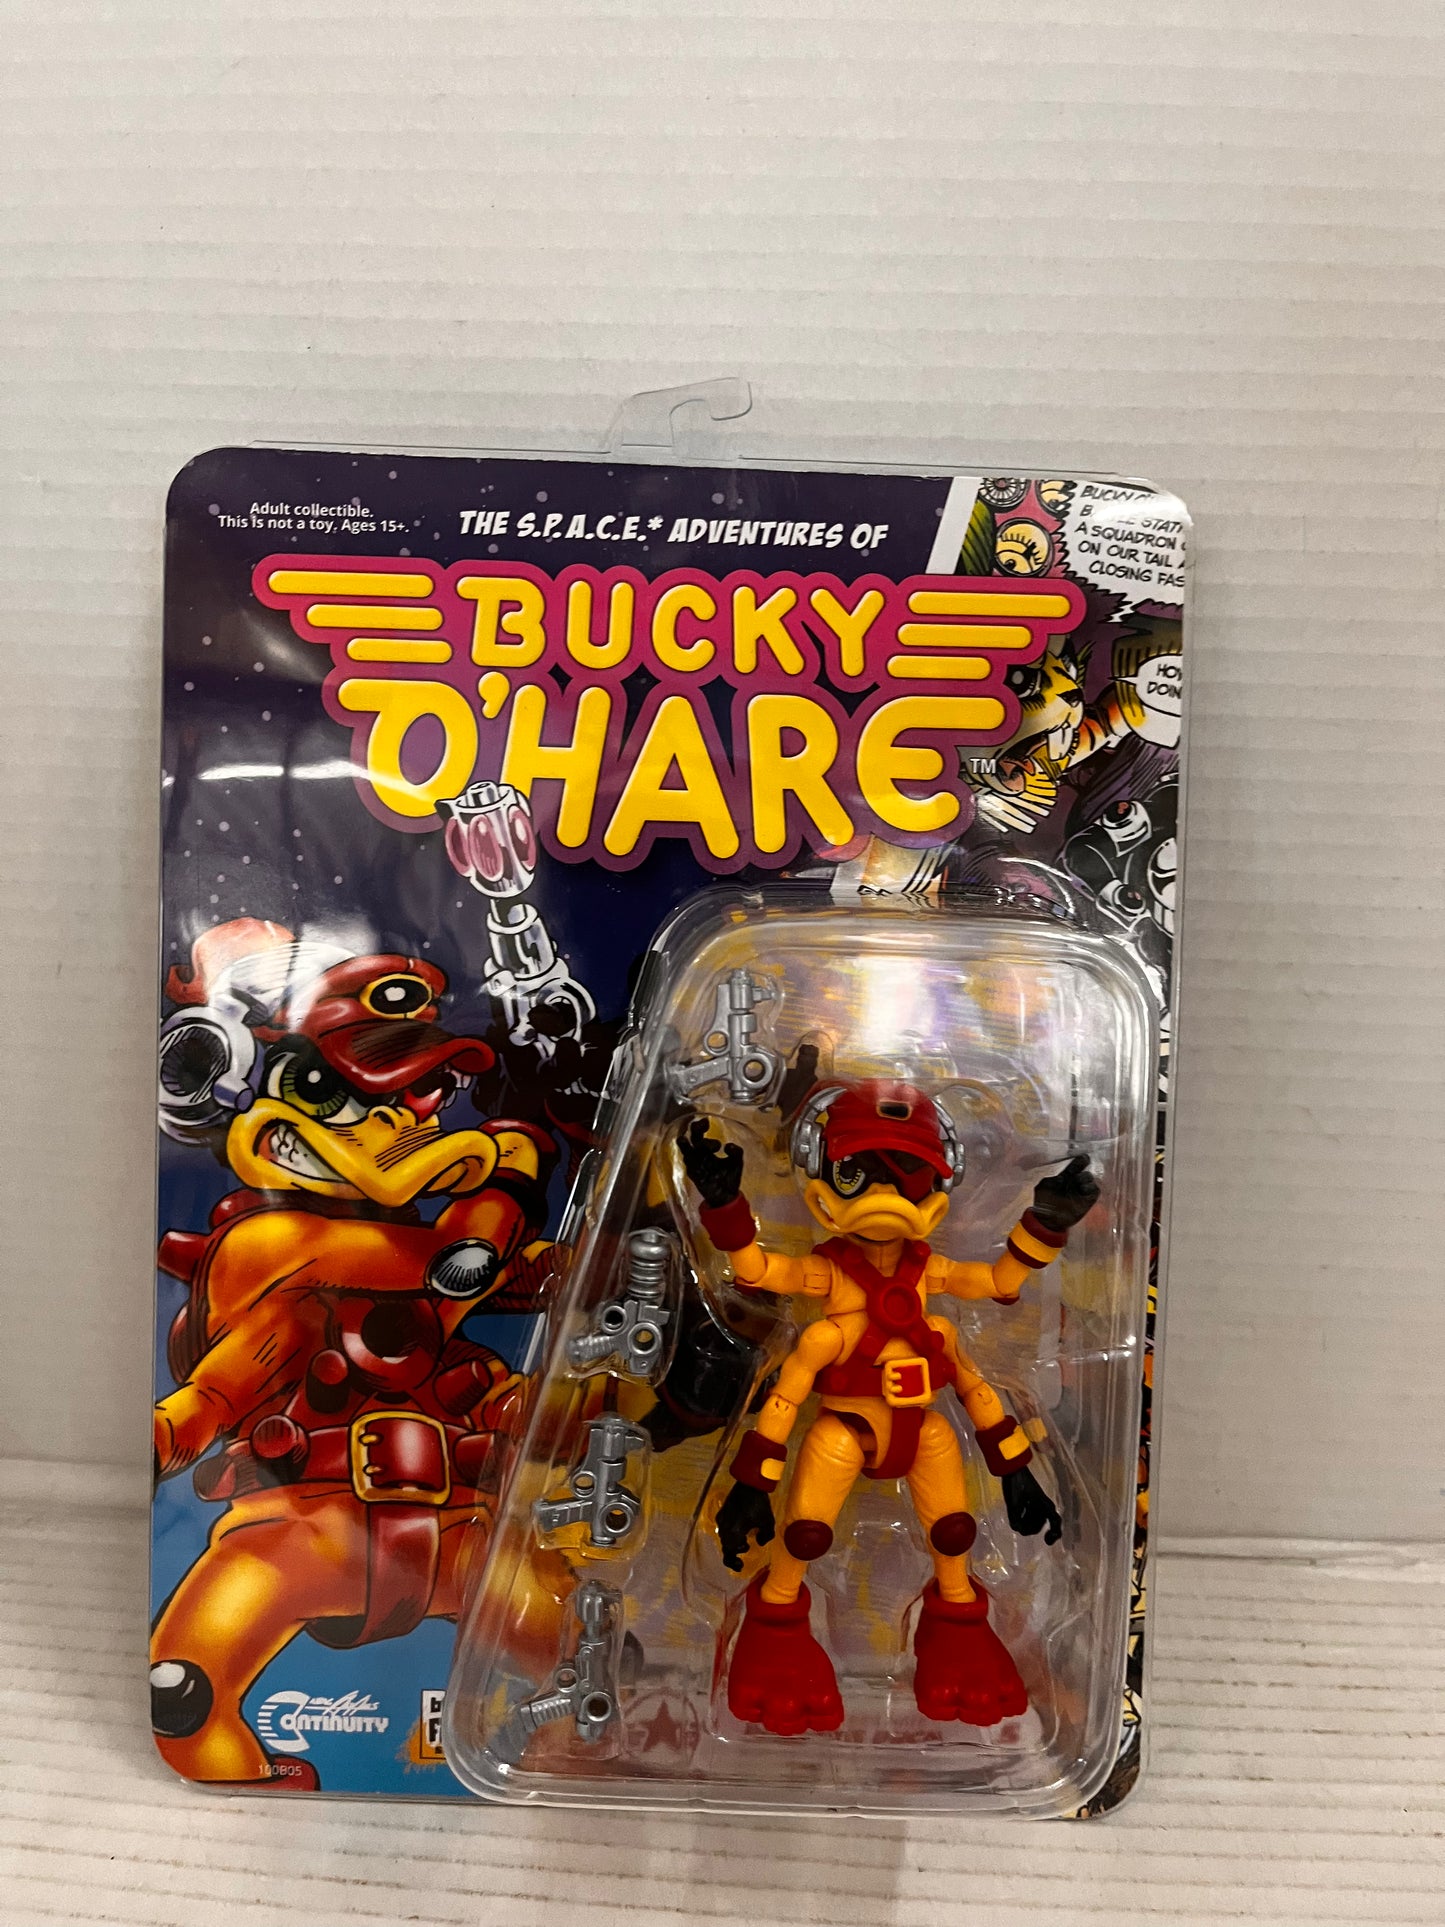 Adult collectible.
This is not a toy. Ages 15+.
THE S.P.A.C.E.* ADVENTURES OF
BUCKY
O'HARE
TM
BUCKY
A SQUADRON
ON OUR TAIL
CLOSING FAS
HOW
DOIN
CONTINUITY
100B05